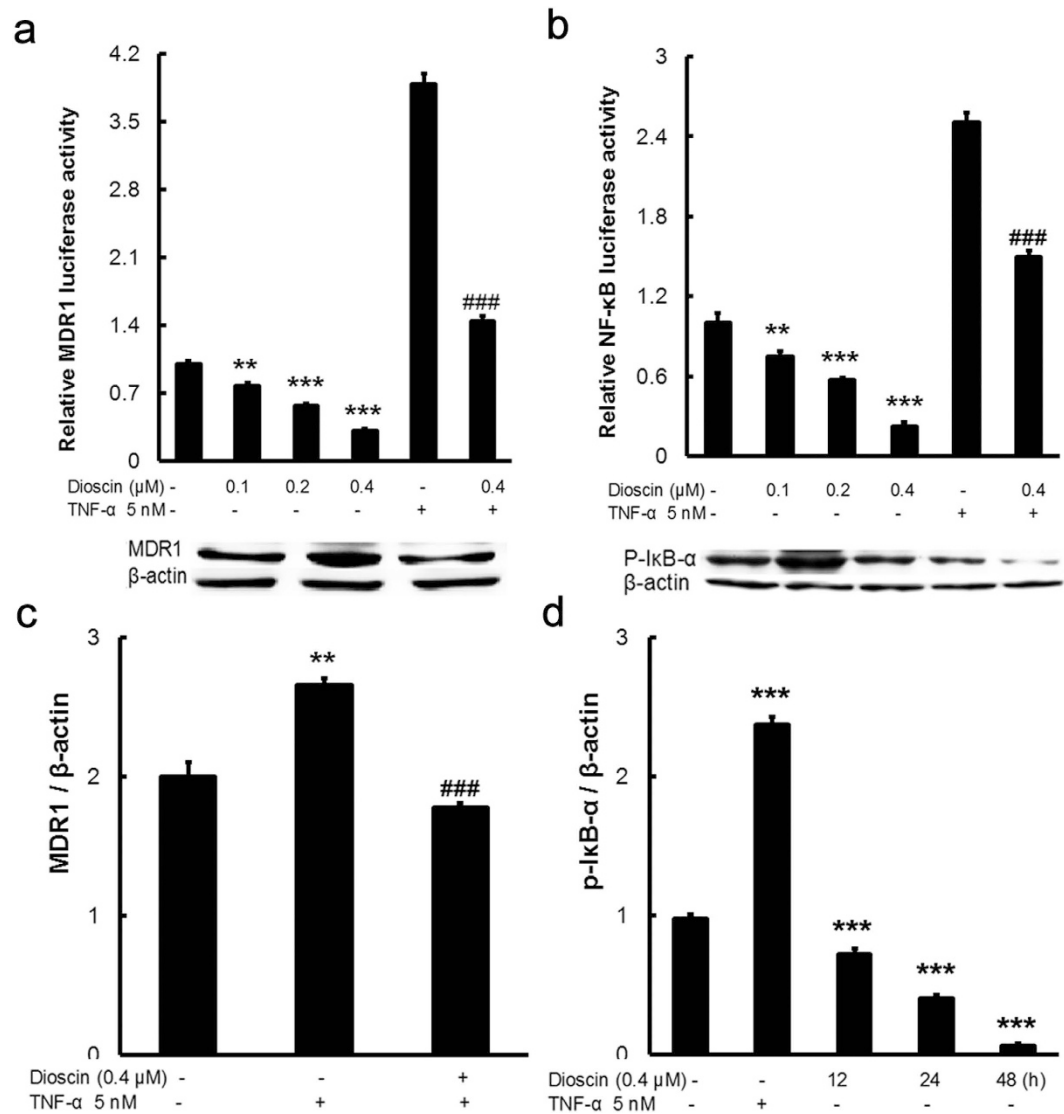 a
Relative MDR1 luciferase activity
4.2
3.5
2.8
2.1
1.4
0.7
0
**
***
***
###
Dioscin (μM) - 0.1 0.2 0.4 - 0.4
TNF-α 5 nM - - - - + +
b
Relative NF-κB luciferase activity
3
2.4
1.8
1.2
0.6
0
**
***
***
###
Dioscin (μM) - 0.1 0.2 0.4 - 0.4
TNF-α 5 nM - - - - + +
MDR1
β-actin
c
MDR1 / β-actin
3
2
1
0
**
###
Dioscin (0.4 μM) - - +
TNF-α 5 nM - + +
P-IκB-α
β-actin
d
p-IκB-α / β-actin
3
2
1
0
***
***
***
***
Dioscin (0.4 μM) - - 12 24 48 (h)
TNF-α 5 nM - + - - -